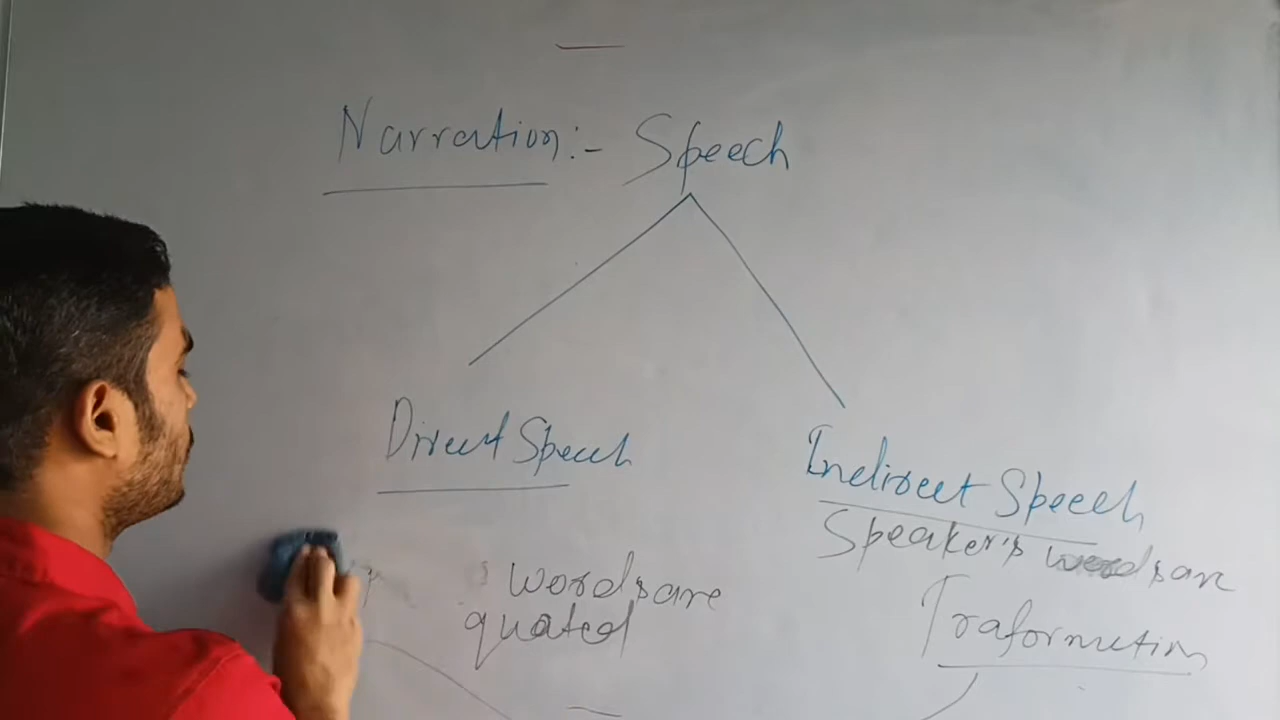 Narration:- Speech
Direct Speech
Indirect Speech
Speaker's words are
words are
quated
Traformation